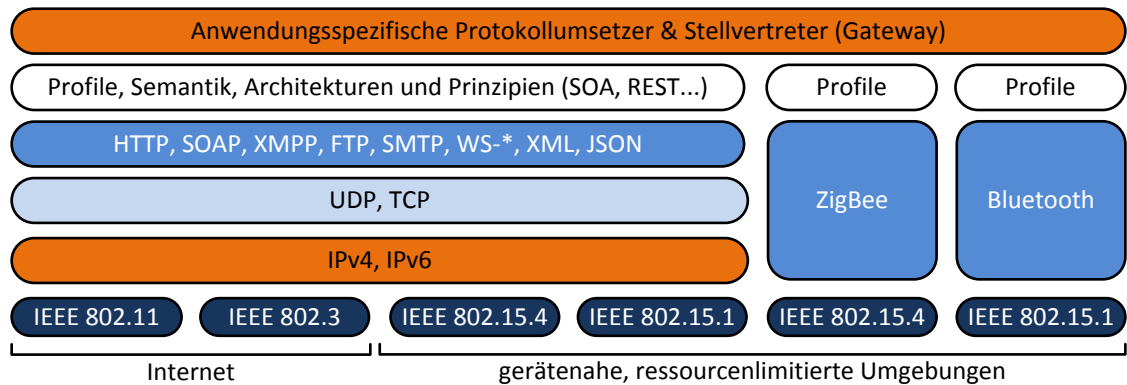 Anwendungsspezifische Protokollumsetzer & Stellvertreter (Gateway)
Profile, Semantik, Architekturen und Prinzipien (SOA, REST...)
Profile
Profile
HTTP, SOAP, XMPP, FTP, SMTP, WS-*, XML, JSON
UDP, TCP
ZigBee
Bluetooth
IPv4, IPv6
IEEE 802.11
IEEE 802.3
IEEE 802.15.4
IEEE 802.15.1
IEEE 802.15.4
IEEE 802.15.1
Internet
gerätenahe, ressourcenlimitierte Umgebungen